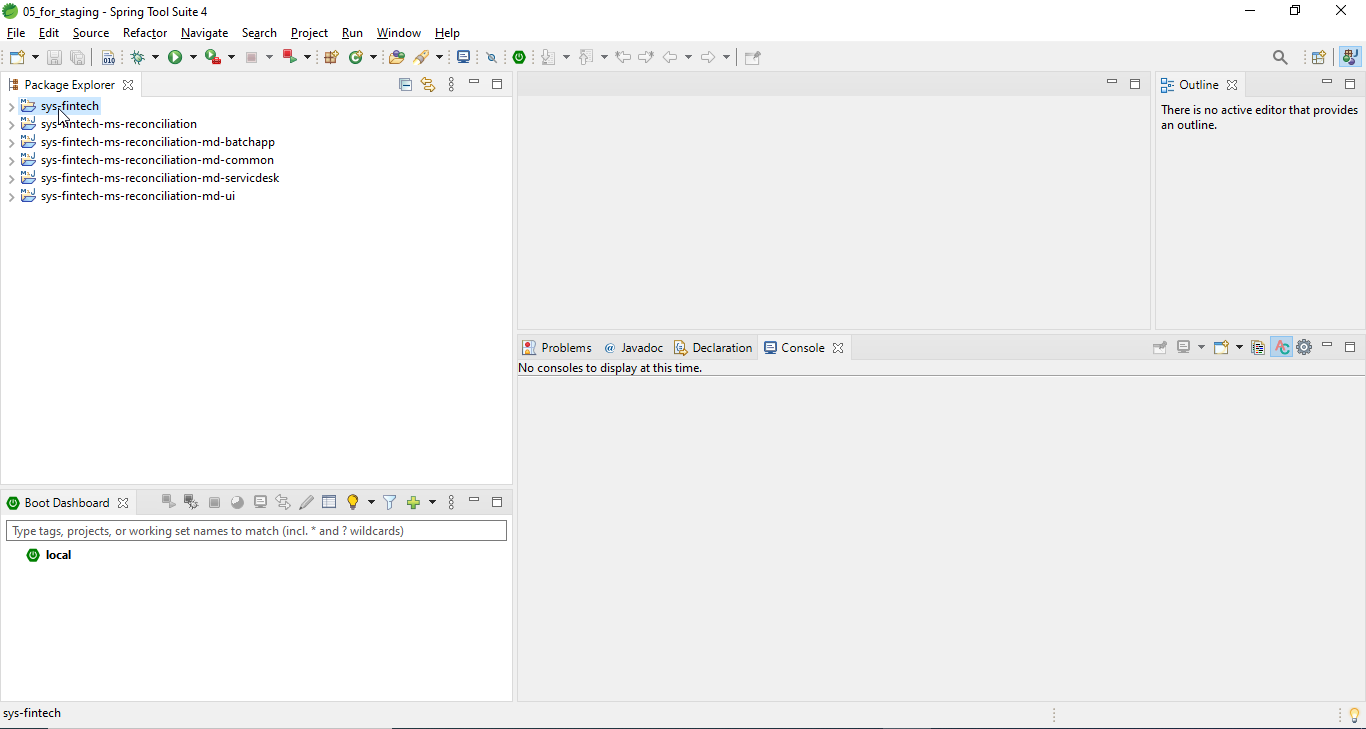 05_for_staging - Spring Tool Suite 4
File Edit Source Refactor Navigate Search Project Run Window Help
Package Explorer
sys-fintech
sys-fintech-ms-reconciliation
sys-fintech-ms-reconciliation-md-batchapp
sys-fintech-ms-reconciliation-md-common
sys-fintech-ms-reconciliation-md-servicdesk
sys-fintech-ms-reconciliation-md-ui
Outline
There is no active editor that provides
an outline.
Problems @ Javadoc Declaration Console
No consoles to display at this time.
Boot Dashboard
Type tags, projects, or working set names to match (incl. * and ? wildcards)
local
sys-fintech